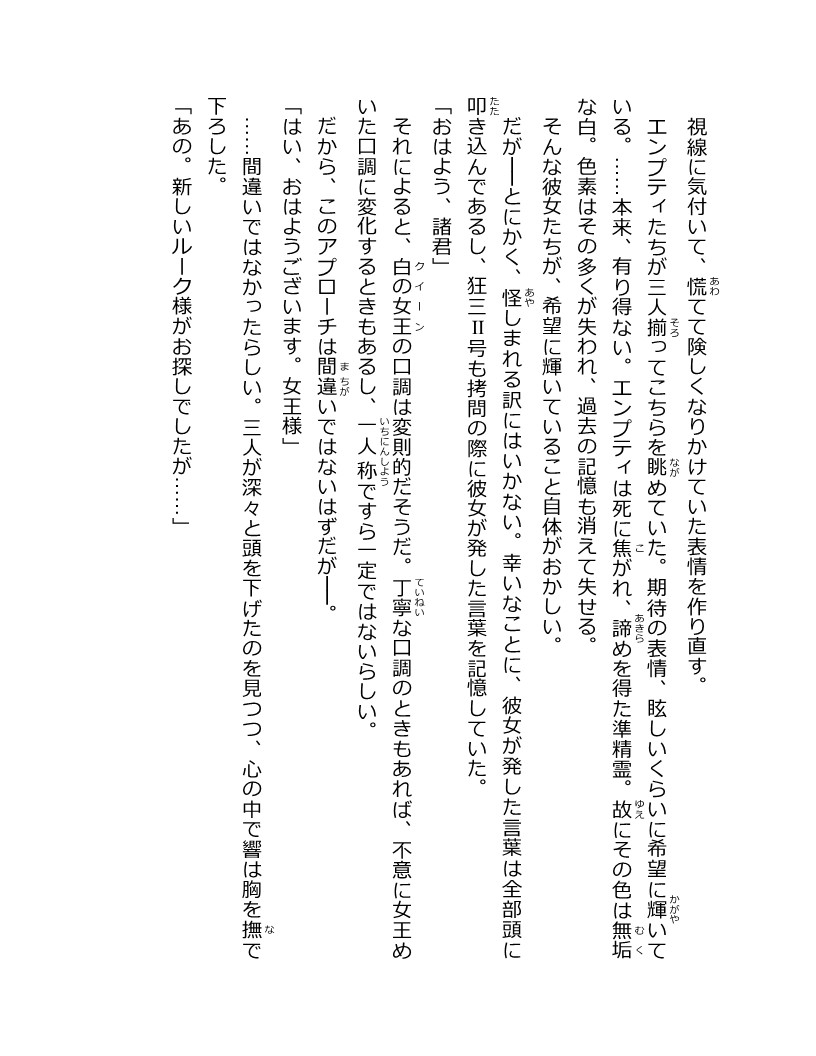 視線に気付いて、慌てて険しくなりかけていた表情を作り直す。
エンプティたちが三人揃ってこちらを眺めていた。期待の表情、眩しいくらいに希望に輝いて
いる。……本来、有り得ない。エンプティは死に焦がれ、諦めを得た準精霊。故にその色は無垢
な白。色素はその多くが失われ、過去の記憶も消えて失せる。
そんな彼女たちが、希望に輝いていること自体がおかしい。
だが――とにかく、怪しまれる訳にはいかない。幸いなことに、彼女が発した言葉は全部頭に
叩き込んであるし、狂三Ⅱ号も拷問の際に彼女が発した言葉を記憶していた。
「おはよう、諸君」
それによると、白の女王の口調は変則的だそうだ。丁寧な口調のときもあれば、不意に女王め
いた口調に変化するときもあるし、一人称ですら一定ではないらしい。
だから、このアプローチは間違いではないはずだが――。
「はい、おはようございます。女王様」
……間違いではなかったらしい。三人が深々と頭を下げたのを見つつ、心の中で響は胸を撫で
下ろした。
「あの。新しいルーク様がお探しでしたが……」